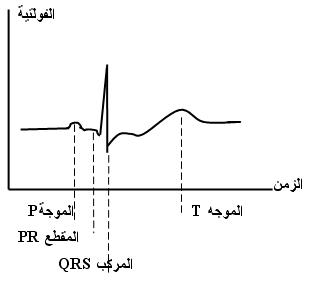 الفولتية
الزمن
الموجه T
الموجةP
المقطع PR
المركب QRS